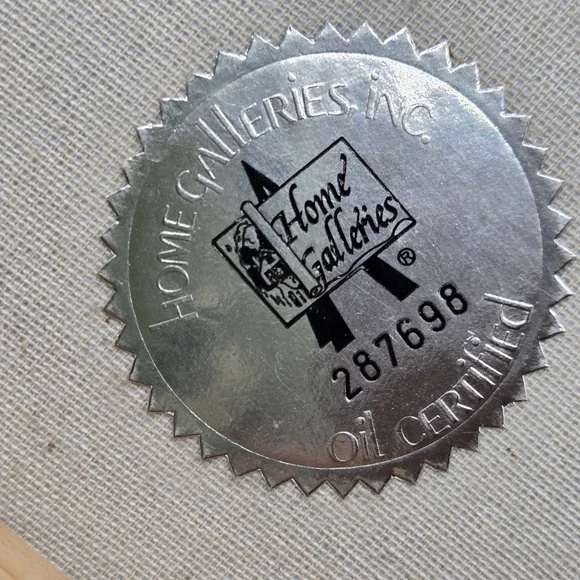 HOME GALLERIES, INC.
Home
Galleries
®
287698
Oil CERTIFIED